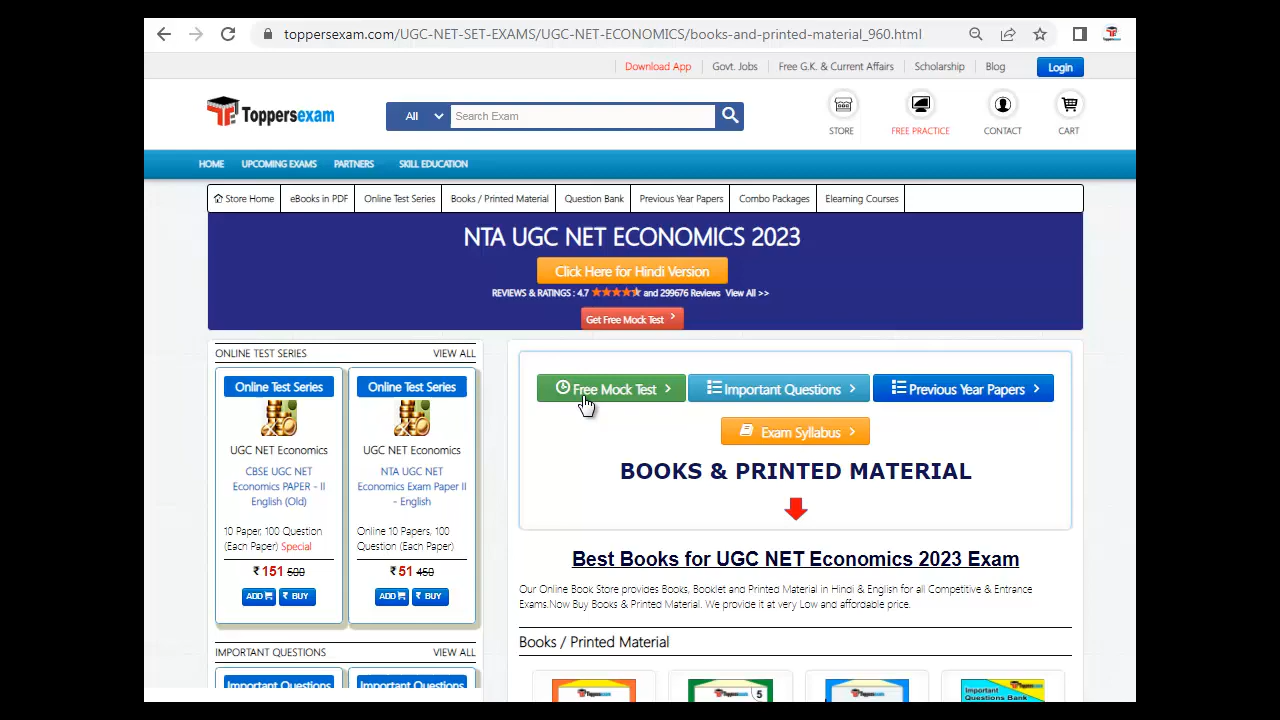 toppersexam.com/UGC-NET-SET-EXAMS/UGC-NET-ECONOMICS/books-and-printed-material_960.html
Download App Govt. Jobs Free G.K. & Current Affairs Scholarship Blog Login
Toppersexam
All
Search Exam
STORE FREE PRACTICE CONTACT CART
HOME UPCOMING EXAMS PARTNERS SKILL EDUCATION
Store Home eBooks in PDF Online Test Series Books / Printed Material Question Bank Previous Year Papers Combo Packages Elearning Courses
NTA UGC NET ECONOMICS 2023
Click Here for Hindi Version
REVIEWS & RATINGS : 4.7 and 299676 Reviews View All >>
Get Free Mock Test >
ONLINE TEST SERIES VIEW ALL
Online Test Series
UGC NET Economics
CBSE UGC NET
Economics PAPER - II
English (Old)
10 Paper, 100 Question
(Each Paper) Special
₹ 151 500
ADD ₹ BUY
Online Test Series
UGC NET Economics
NTA UGC NET
Economics Exam Paper II
- English
Online 10 Papers, 100
Question (Each Paper)
₹ 51 450
ADD ₹ BUY
IMPORTANT QUESTIONS VIEW ALL
Important Questions Important Questions
Free Mock Test > Important Questions > Previous Year Papers >
Exam Syllabus >
BOOKS & PRINTED MATERIAL
Best Books for UGC NET Economics 2023 Exam
Our Online Book Store provides Books, Booklet and Printed Material in Hindi & English for all Competitive & Entrance
Exams.Now Buy Books & Printed Material. We provide it at very Low and affordable price.
Books / Printed Material
5
Important
Questions Bank